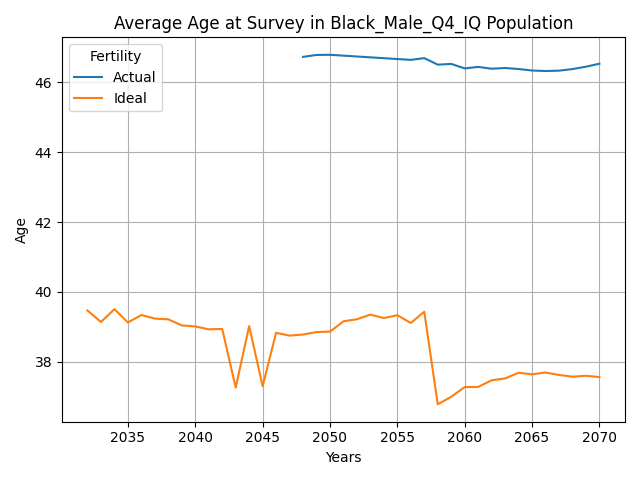 Average Age at Survey in Black_Male_Q4_IQ Population
Fertility
Actual
Ideal
Age
46
44
42
40
38
2035 2040 2045 2050 2055 2060 2065 2070
Years